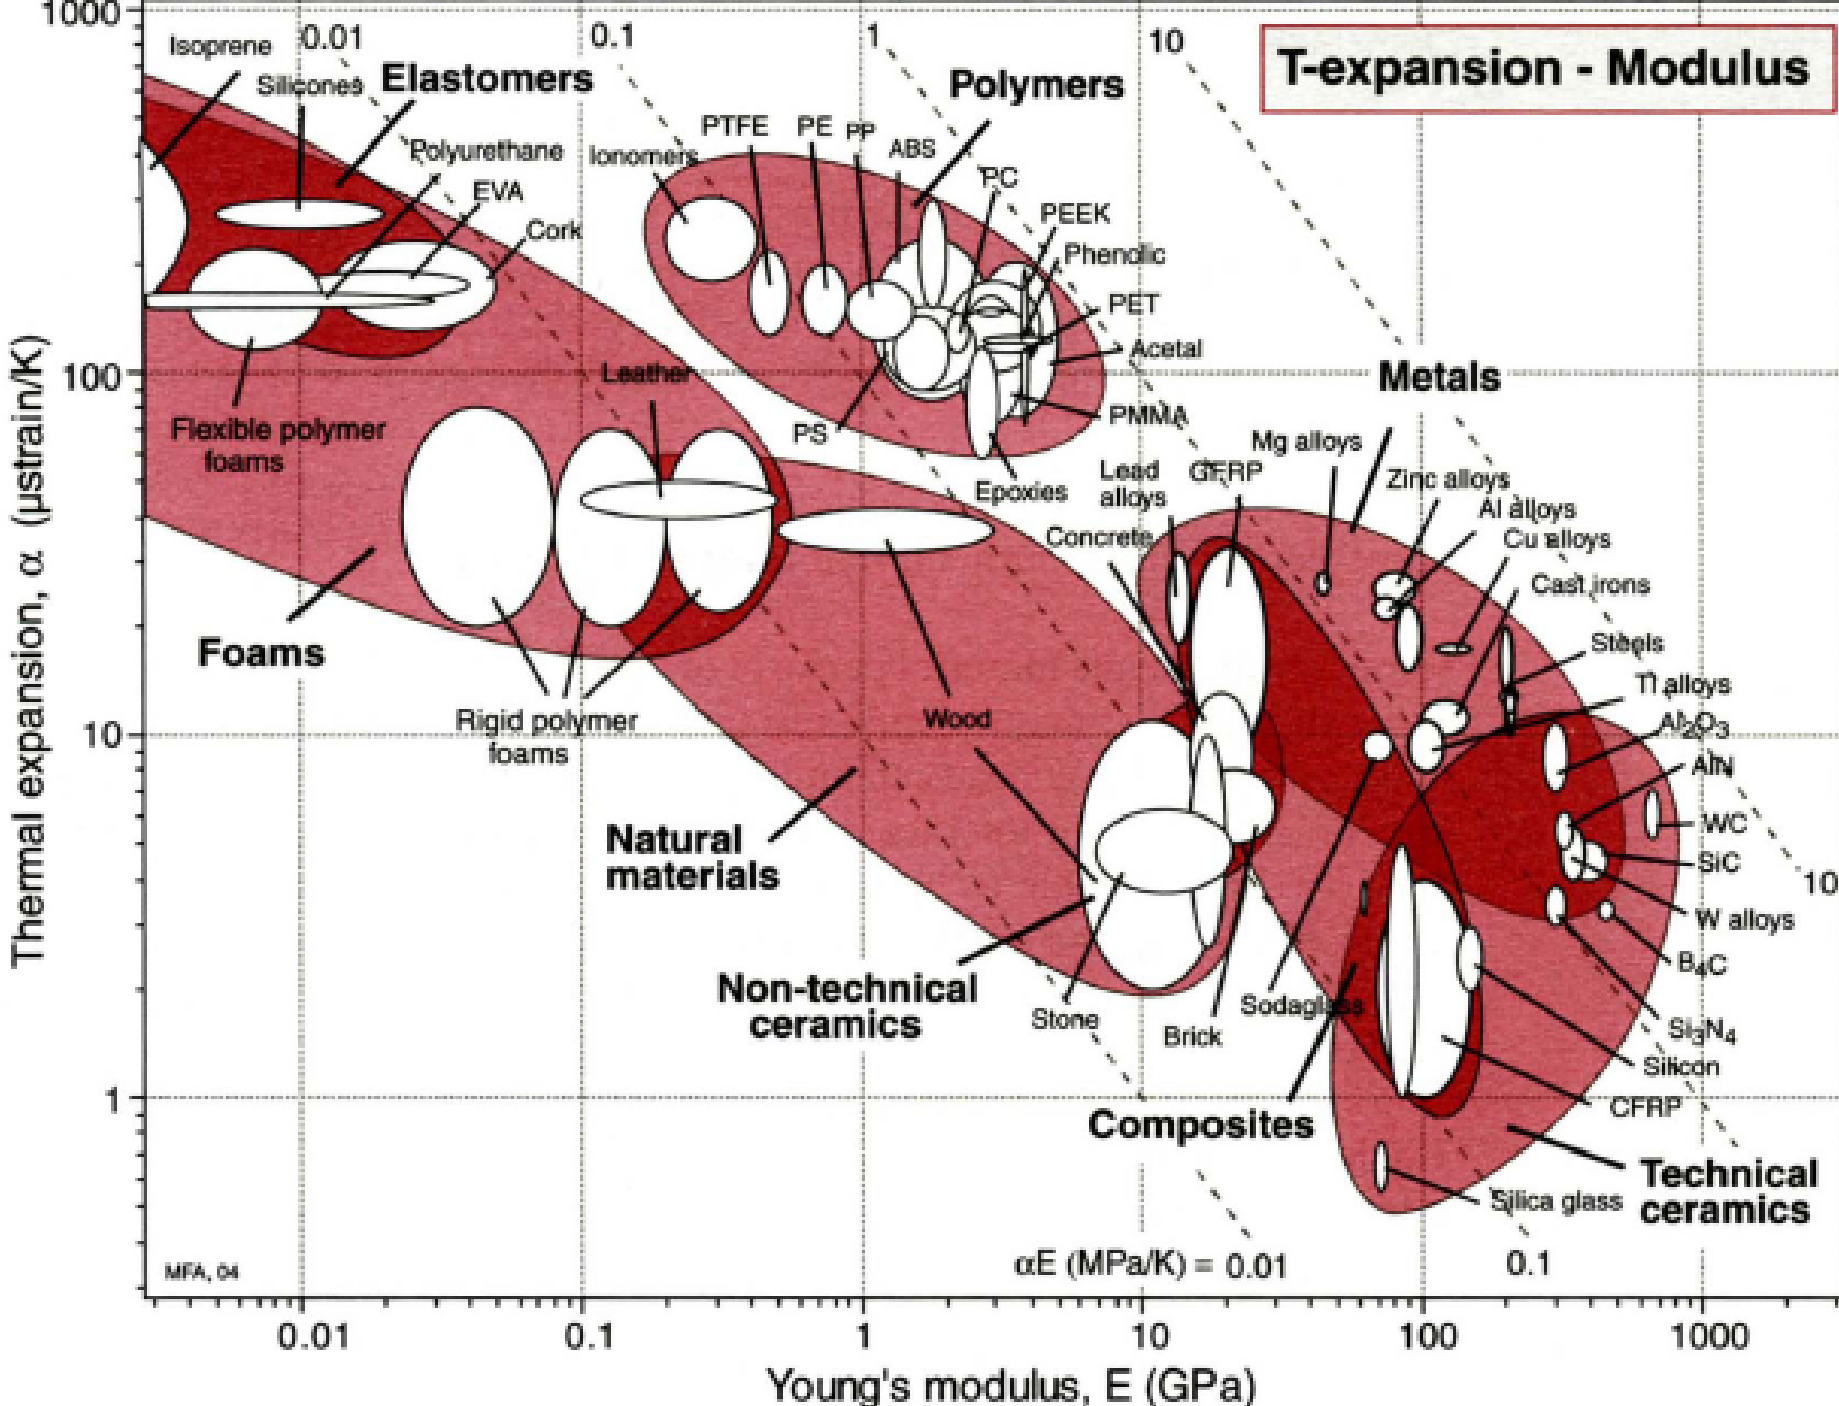 1000
0.01
0.1
1
10
T-expansion - Modulus
Isoprene
Silicones
Elastomers
Polymers
Polyurethane
Ionomers
PTFE
PE
PP
ABS
PC
EVA
Cork
PEEK
Phenolic
PET
Acetal
PMMA
PS
Epoxies
100
Leather
Flexible polymer
foams
Metals
Mg alloys
Lead
alloys
GFRP
Zinc alloys
Al alloys
Concrete
Cu alloys
Cast irons
Steels
Ti alloys
Foams
Rigid polymer
foams
Wood
10
Al2O3
AlN
WC
SiC
10
W alloys
B4C
Si3N4
Silicon
CFRP
Natural
materials
Non-technical
ceramics
Stone
Brick
Sodaglass
1
Composites
Technical
ceramics
Silica glass
αE (MPa/K) = 0.01
0.1
MFA, 04
0.01
0.1
1
10
100
1000
Young's modulus, E (GPa)
Thermal expansion, α (μstrain/K)